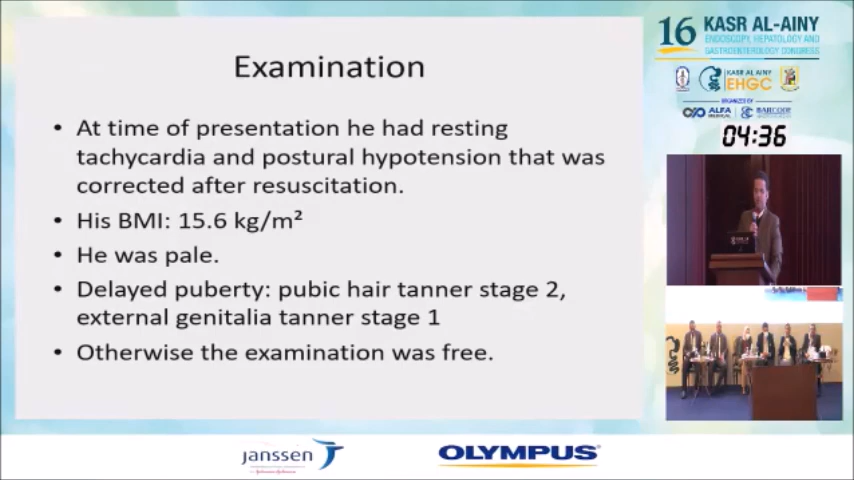 Examination
• At time of presentation he had resting
tachycardia and postural hypotension that was
corrected after resuscitation.
• His BMI: 15.6 kg/m²
• He was pale.
• Delayed puberty: pubic hair tanner stage 2,
external genitalia tanner stage 1
• Otherwise the examination was free.
16 KASR AL-AINY
ENDOSCOPY, HEPATOLOGY AND
GASTROENTEROLOGY CONGRESS
KASR AL AINY
EHGC
ORGANIZED BY
ALFA
MEDICAL
BARCODE
04:36
janssen
OLYMPUS